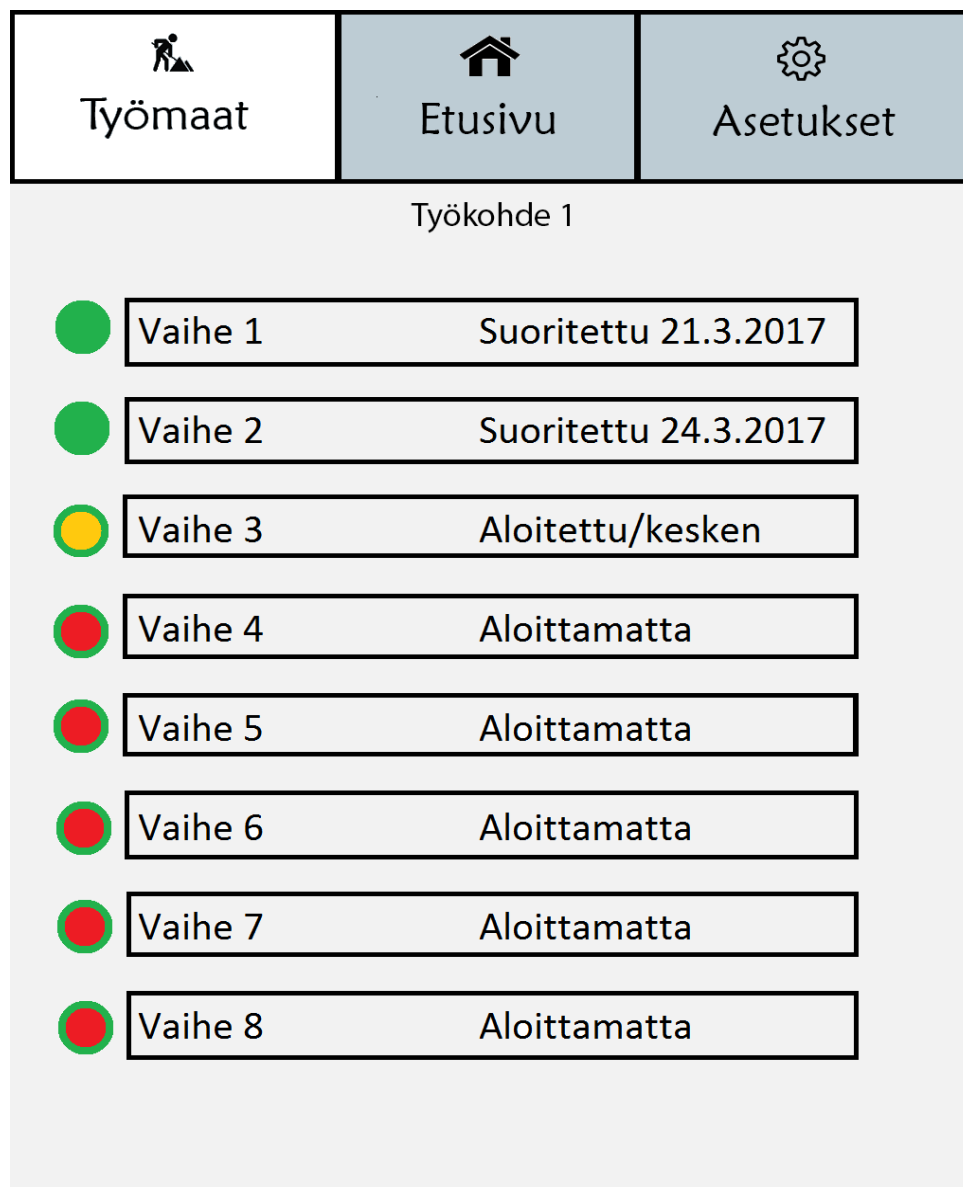 Työmaat Etusivu Asetukset
Työkohde 1
Vaihe 1 Suoritettu 21.3.2017
Vaihe 2 Suoritettu 24.3.2017
Vaihe 3 Aloitettu/kesken
Vaihe 4 Aloittamatta
Vaihe 5 Aloittamatta
Vaihe 6 Aloittamatta
Vaihe 7 Aloittamatta
Vaihe 8 Aloittamatta